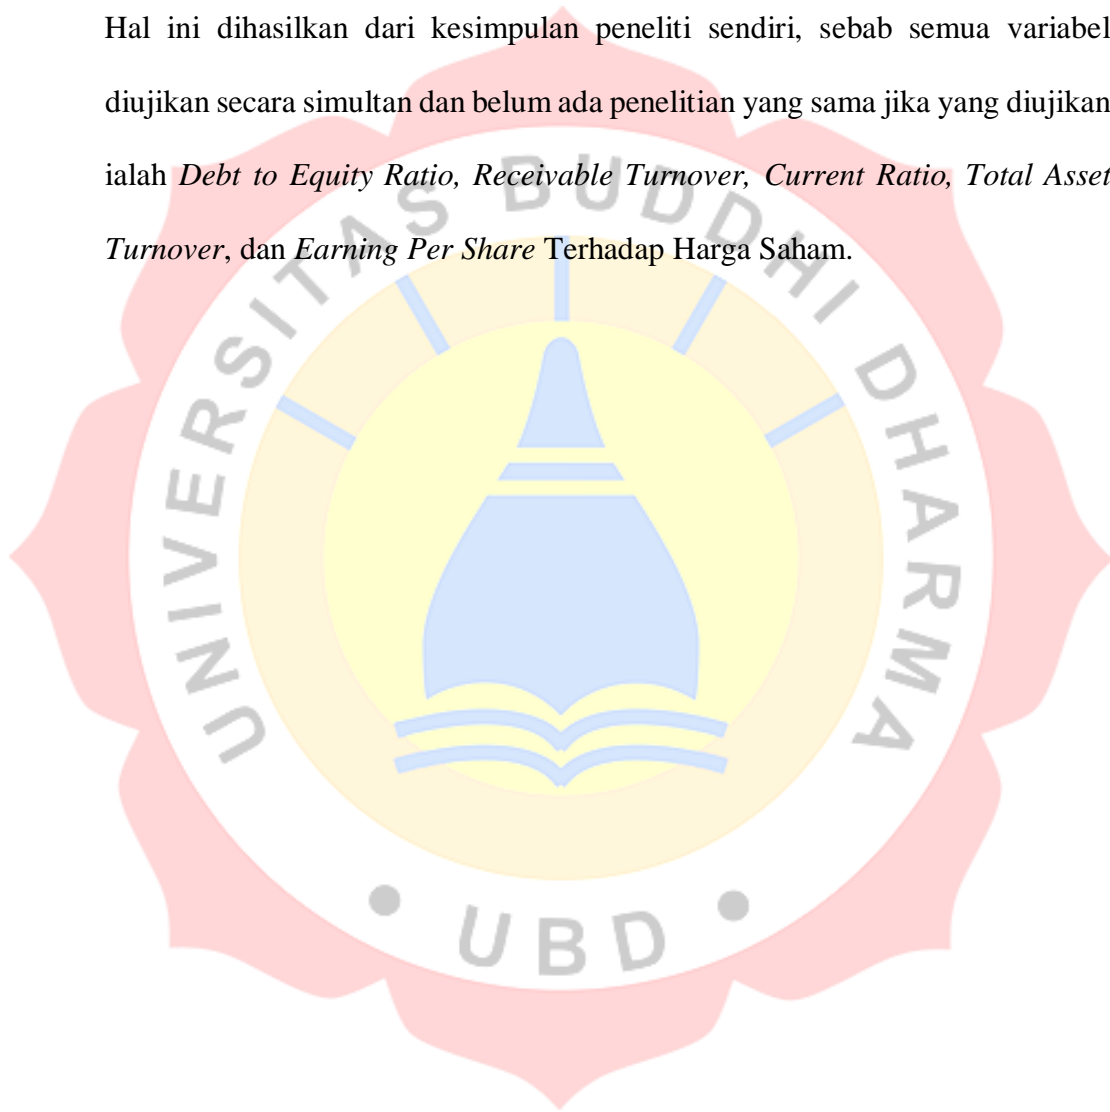 Hal ini dihasilkan dari kesimpulan peneliti sendiri, sebab semua variabel
diujikan secara simultan dan belum ada penelitian yang sama jika yang diujikan
ialah Debt to Equity Ratio, Receivable Turnover, Current Ratio, Total Asset
Turnover, dan Earning Per Share Terhadap Harga Saham.
UNIVERSITAS BUDDHI DHARMA
• UBD •